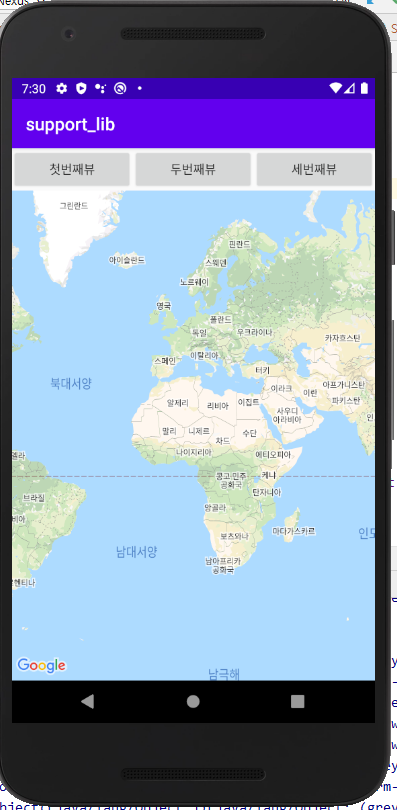 7:30
support_lib
첫번째뷰 두번째뷰 세번째뷰
그린란드
아이슬란드
핀란드
스웨덴
노르웨이
영국
폴란드
독일
우크라이나
카자흐스탄
스페인
이탈리아
터키
북대서양
이라크
아프가니스탄
이란
파키스탄
알제리
리비아
이집트
사우디
아라비아
말리
니제르
차드
수단
나이지리아
에티오피아
콩고 민주
공화국
케냐
탄자니아
브라질
앙골라
보츠와나
마다가스카르
남대서양
남아프리카
공화국
Google
남극해